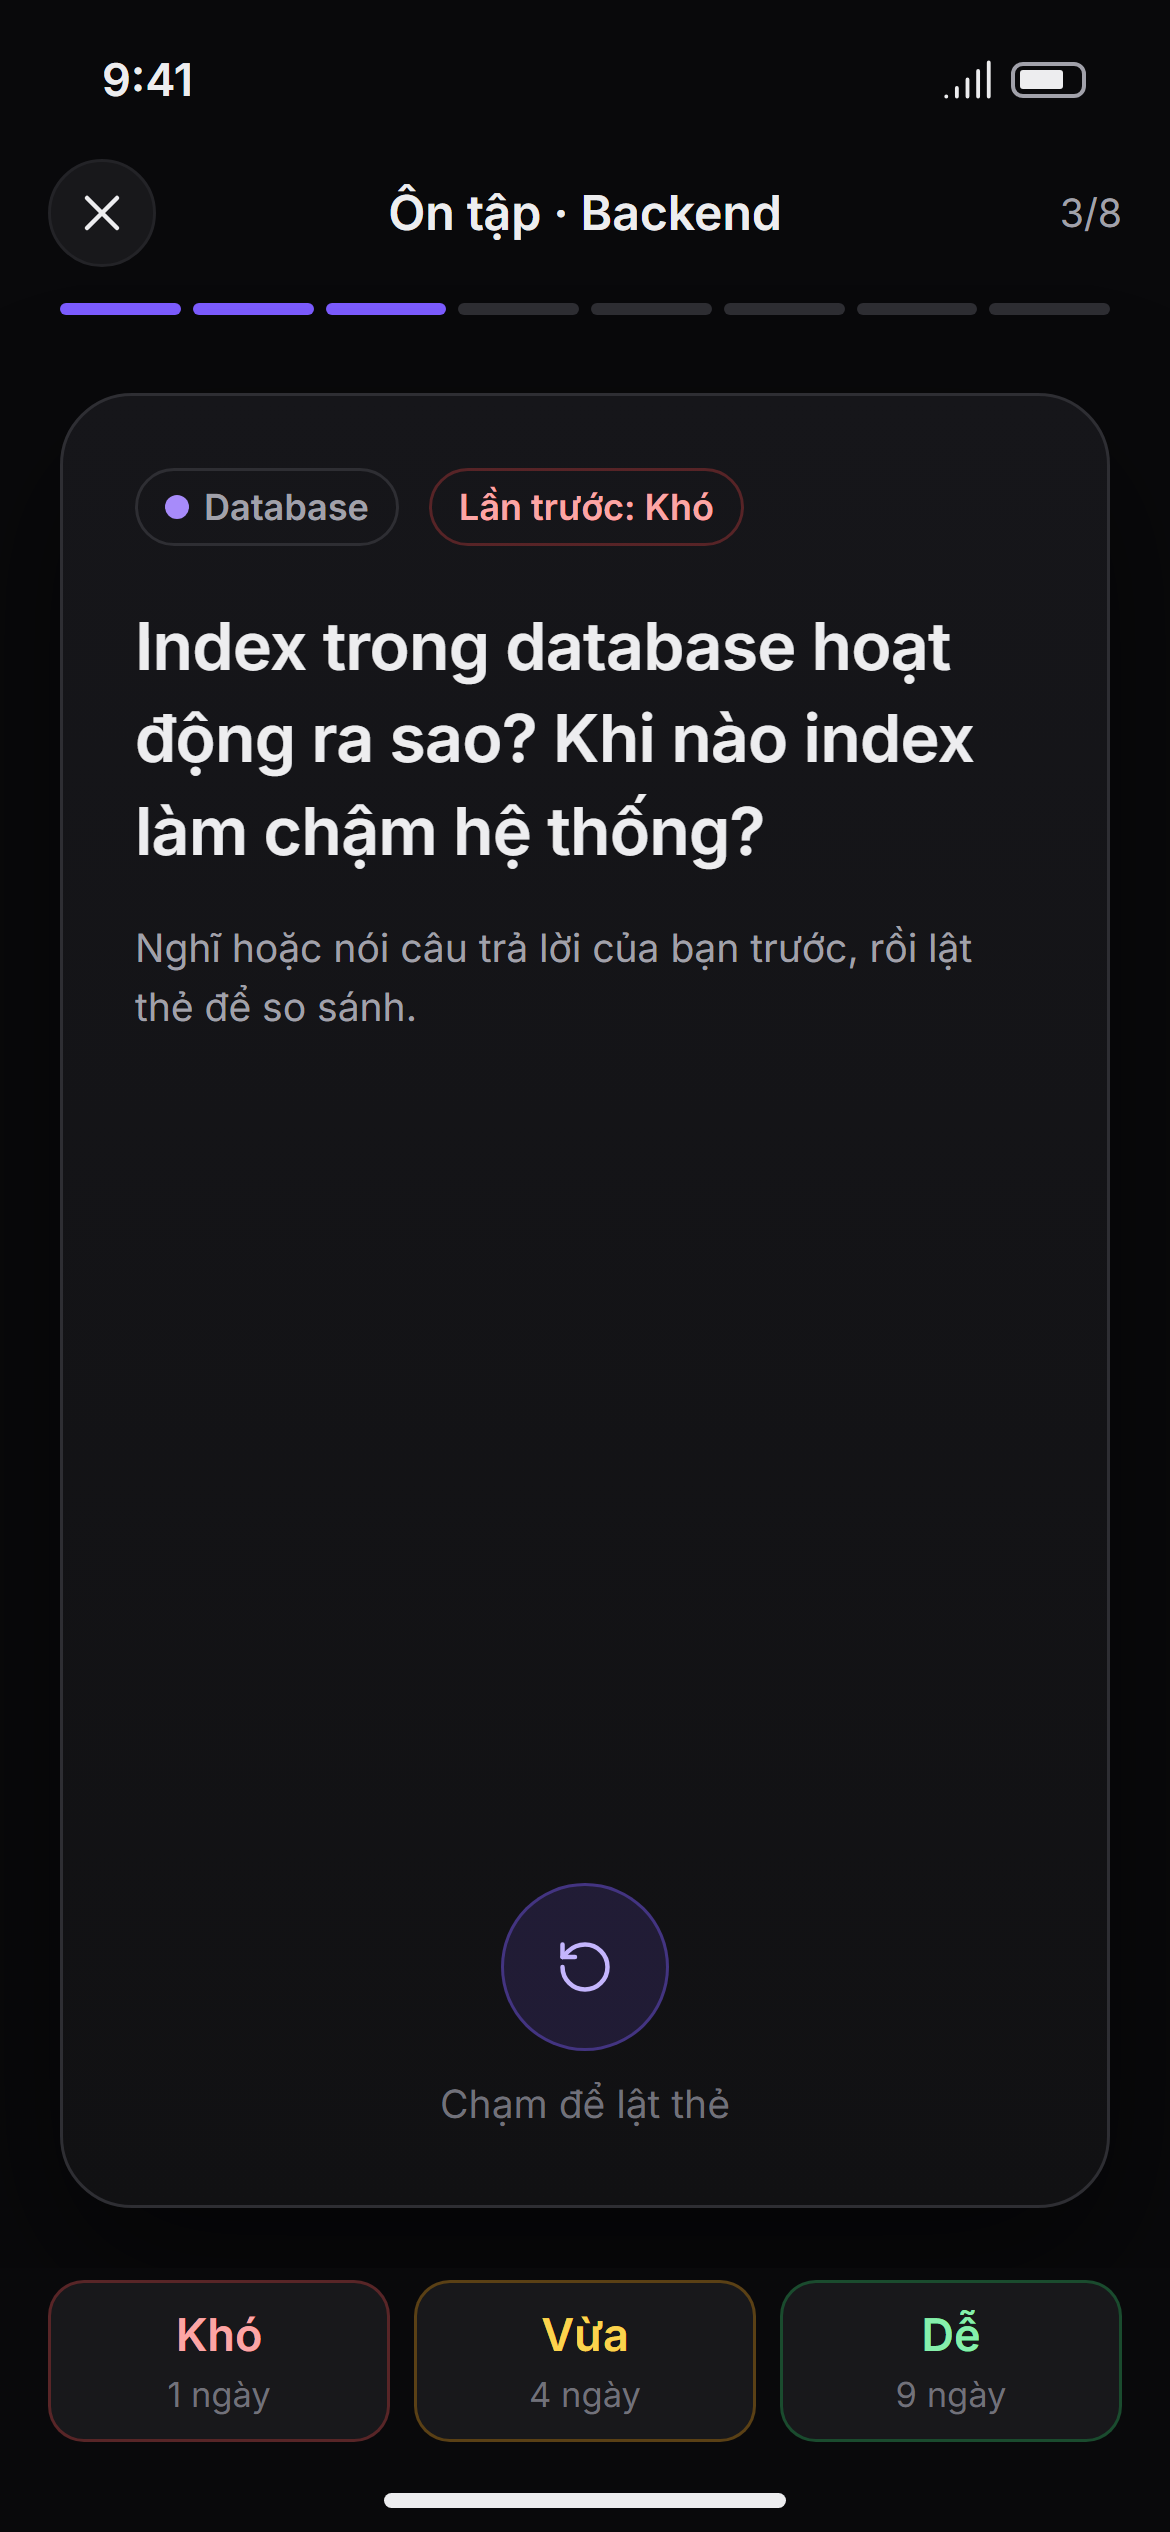 9:41
Ôn tập · Backend
3/8
Database
Lần trước: Khó
Index trong database hoạt
động ra sao? Khi nào index
làm chậm hệ thống?
Nghĩ hoặc nói câu trả lời của bạn trước, rồi lật
thẻ để so sánh.
Chạm để lật thẻ
Khó
1 ngày
Vừa
4 ngày
Dễ
9 ngày